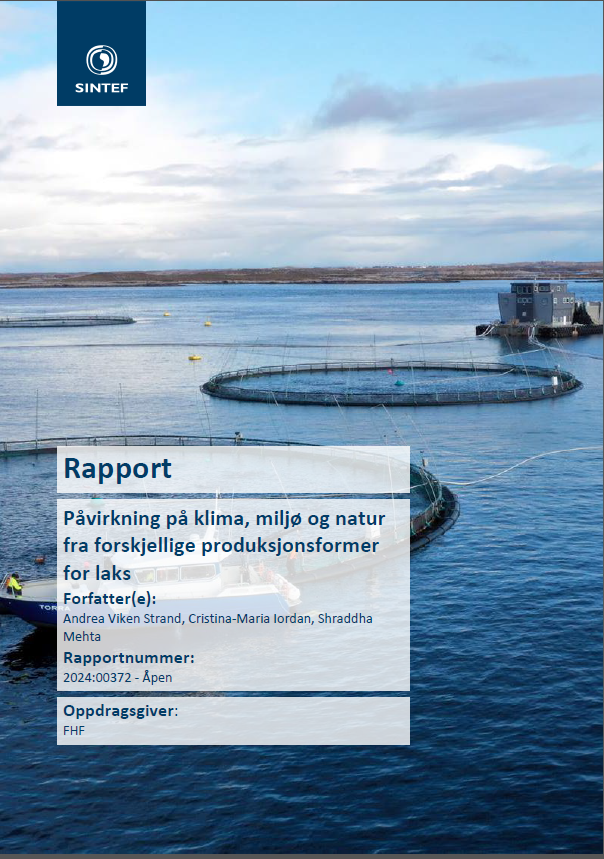 SINTEF
Rapport
Påvirkning på klima, miljø og natur
fra forskjellige produksjonsformer
for laks
Forfatter(e):
Andrea Viken Strand, Cristina-Maria Iordan, Shraddha
Mehta
Rapportnummer:
2024:00372 - Åpen
Oppdragsgiver:
FHF